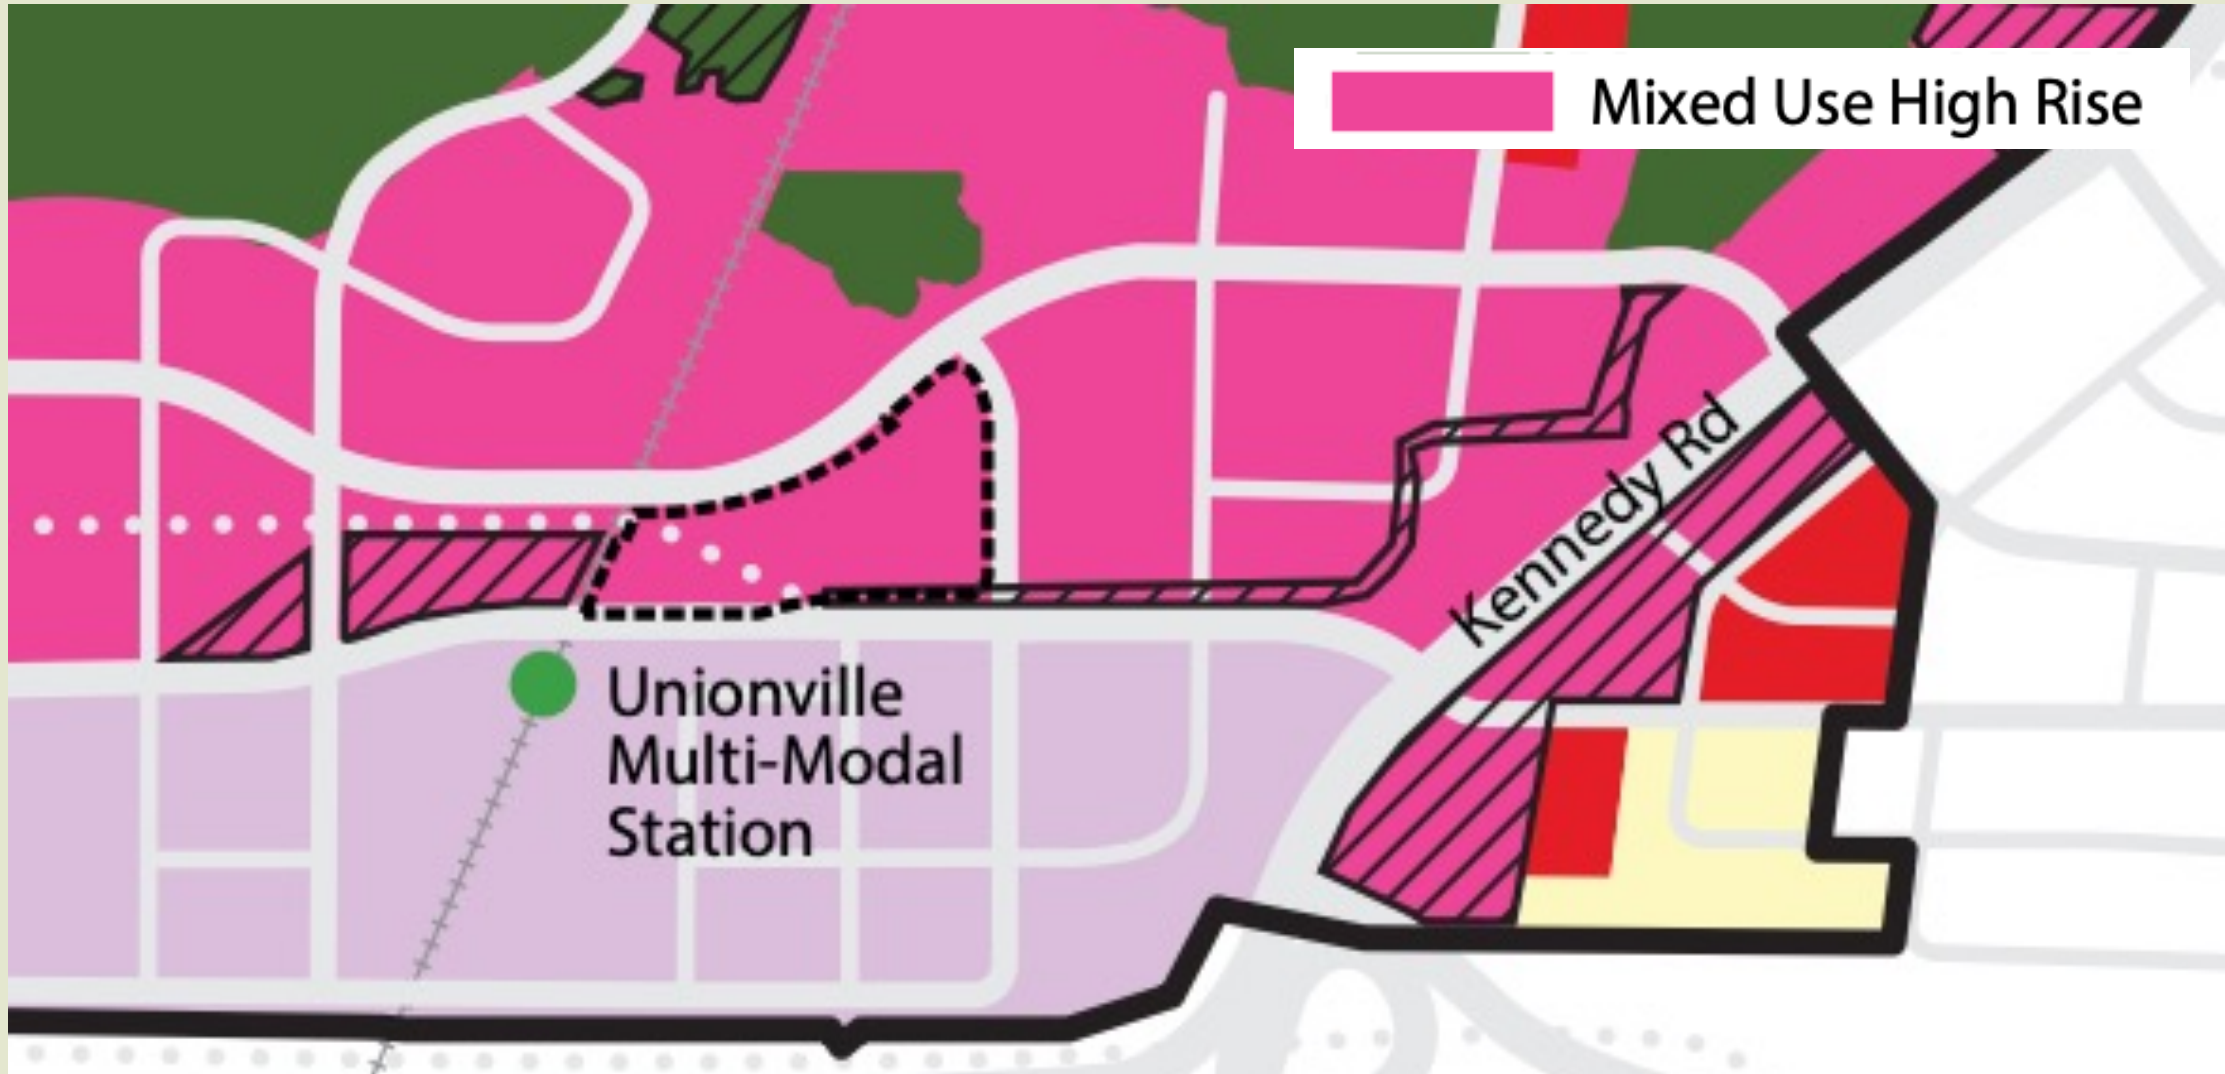 Mixed Use High Rise
Kennedy Rd
Unionville
Multi-Modal
Station